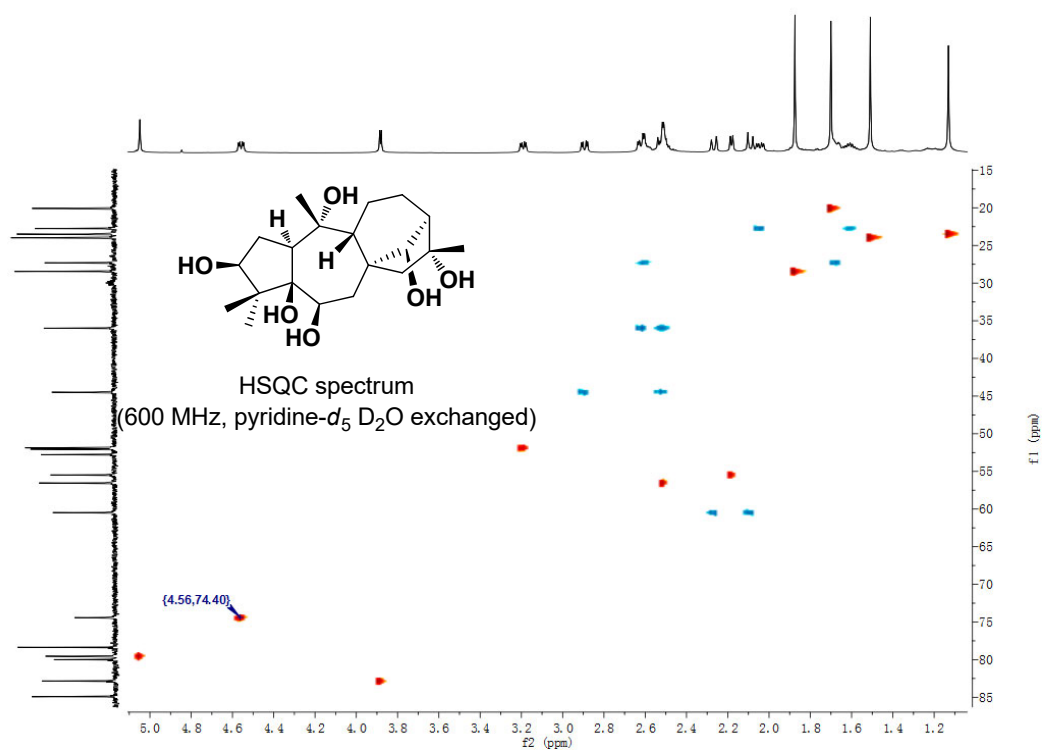 OH
H
HO
H
OH
HO
HO
OH
HSQC spectrum
(600 MHz, pyridine-d5 D2O exchanged)
{4.56,74.40}
15
20
25
30
35
40
45
50
55
60
65
70
75
80
85
f1 (ppm)
5.0 4.8 4.6 4.4 4.2 4.0 3.8 3.6 3.4 3.2 3.0 2.8 2.6 2.4 2.2 2.0 1.8 1.6 1.4 1.2
f2 (ppm)